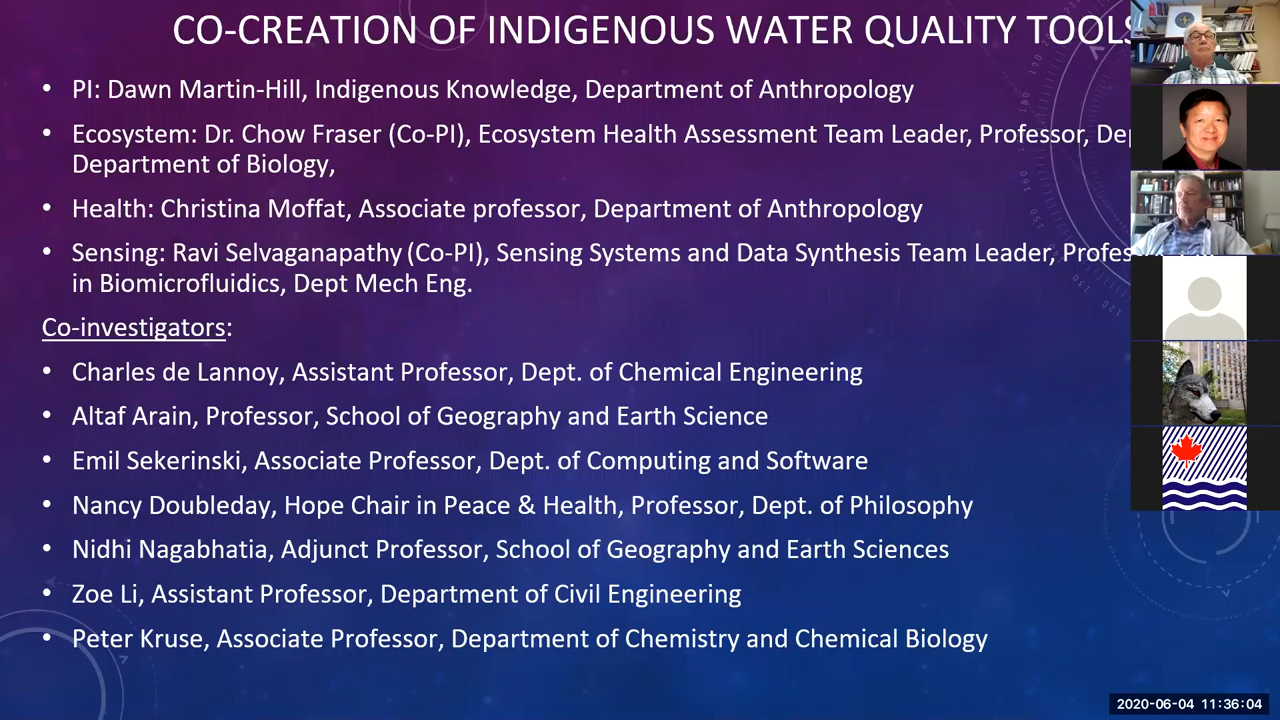 CO-CREATION OF INDIGENOUS WATER QUALITY TOOLS
• PI: Dawn Martin-Hill, Indigenous Knowledge, Department of Anthropology
• Ecosystem: Dr. Chow Fraser (Co-PI), Ecosystem Health Assessment Team Leader, Professor,
Department of Biology,
• Health: Christina Moffat, Associate professor, Department of Anthropology
• Sensing: Ravi Selvaganapathy (Co-PI), Sensing Systems and Data Synthesis Team Leader,
in Biomicrofluidics, Dept Mech Eng.
Co-investigators:
• Charles de Lannoy, Assistant Professor, Dept. of Chemical Engineering
• Altaf Arain, Professor, School of Geography and Earth Science
• Emil Sekerinski, Associate Professor, Dept. of Computing and Software
• Nancy Doubleday, Hope Chair in Peace & Health, Professor, Dept. of Philosophy
• Nidhi Nagabhatia, Adjunct Professor, School of Geography and Earth Sciences
• Zoe Li, Assistant Professor, Department of Civil Engineering
• Peter Kruse, Associate Professor, Department of Chemistry and Chemical Biology
2020-06-04 11:36:04